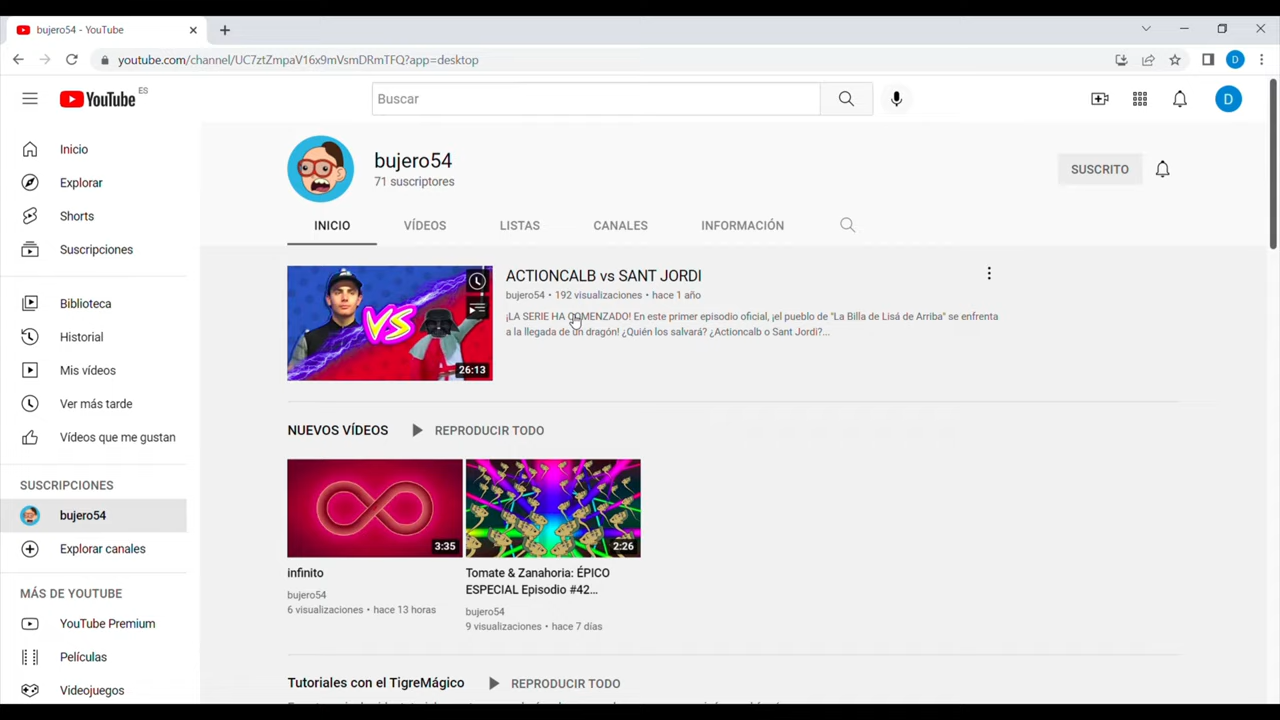 bujero54 - YouTube
youtube.com/channel/UC7ztZmpaV16x9mVsmDRmTFQ?app=desktop
YouTube ES
Buscar
D
D
Inicio
Explorar
Shorts
Suscripciones
Biblioteca
Historial
Mis vídeos
Ver más tarde
Vídeos que me gustan
SUSCRIPCIONES
bujero54
Explorar canales
MÁS DE YOUTUBE
YouTube Premium
Películas
Videojuegos
bujero54
71 suscriptores
SUSCRITO
INICIO
VÍDEOS
LISTAS
CANALES
INFORMACIÓN
VS
26:13
ACTIONCALB vs SANT JORDI
bujero54 • 192 visualizaciones • hace 1 año
¡LA SERIE HA COMENZADO! En este primer episodio oficial, ¡el pueblo de "La Billa de Lisá de Arriba" se enfrenta
a la llegada de un dragón! ¿Quién los salvará? ¿Actioncalb o Sant Jordi?...
NUEVOS VÍDEOS
REPRODUCIR TODO
3:35
infinito
bujero54
6 visualizaciones • hace 13 horas
2:26
Tomate & Zanahoria: ÉPICO
ESPECIAL Episodio #42...
bujero54
9 visualizaciones • hace 7 días
Tutoriales con el TigreMágico
REPRODUCIR TODO